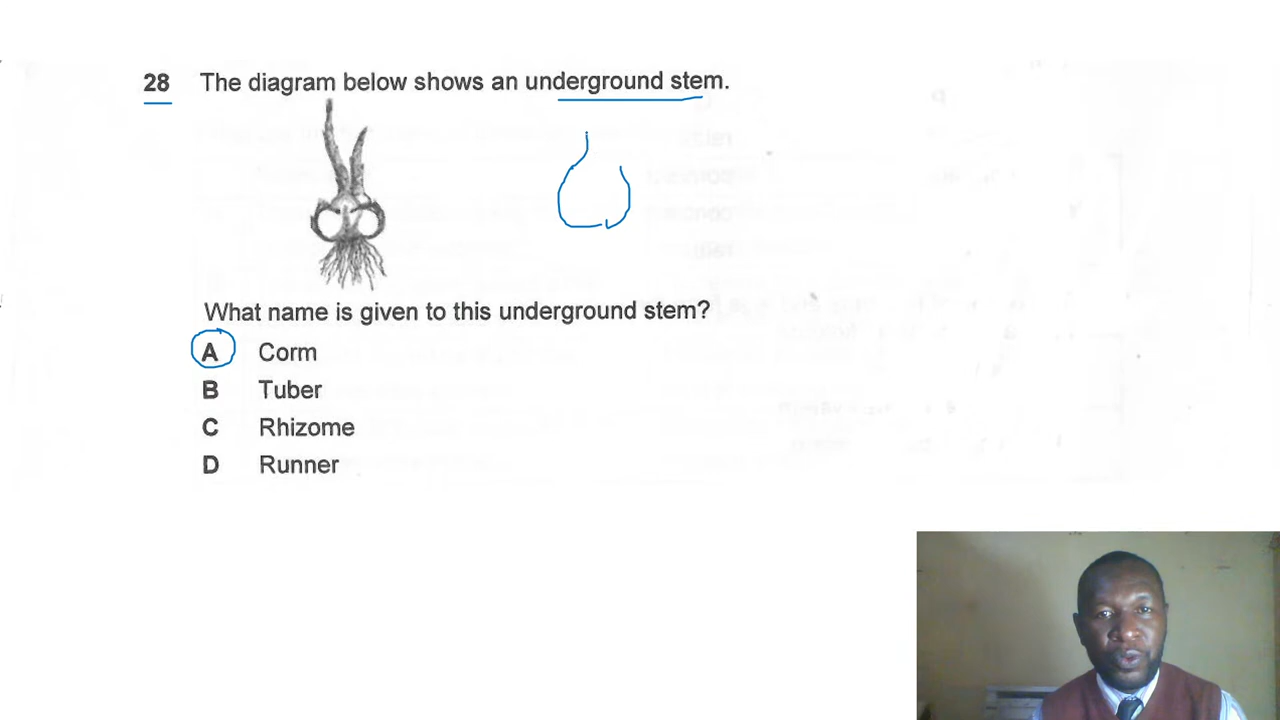 28 The diagram below shows an underground stem.
What name is given to this underground stem?
A Corm
B Tuber
C Rhizome
D Runner